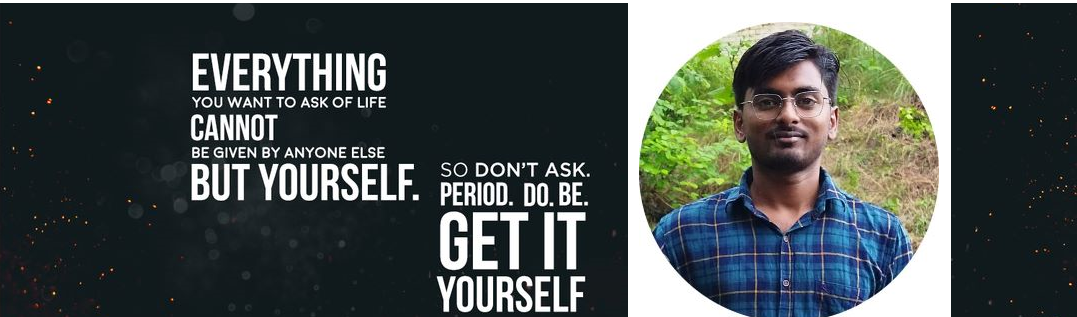 EVERYTHING
YOU WANT TO ASK OF LIFE
CANNOT
BE GIVEN BY ANYONE ELSE
BUT YOURSELF.
SO DON'T ASK.
PERIOD. DO. BE.
GET IT
YOURSELF